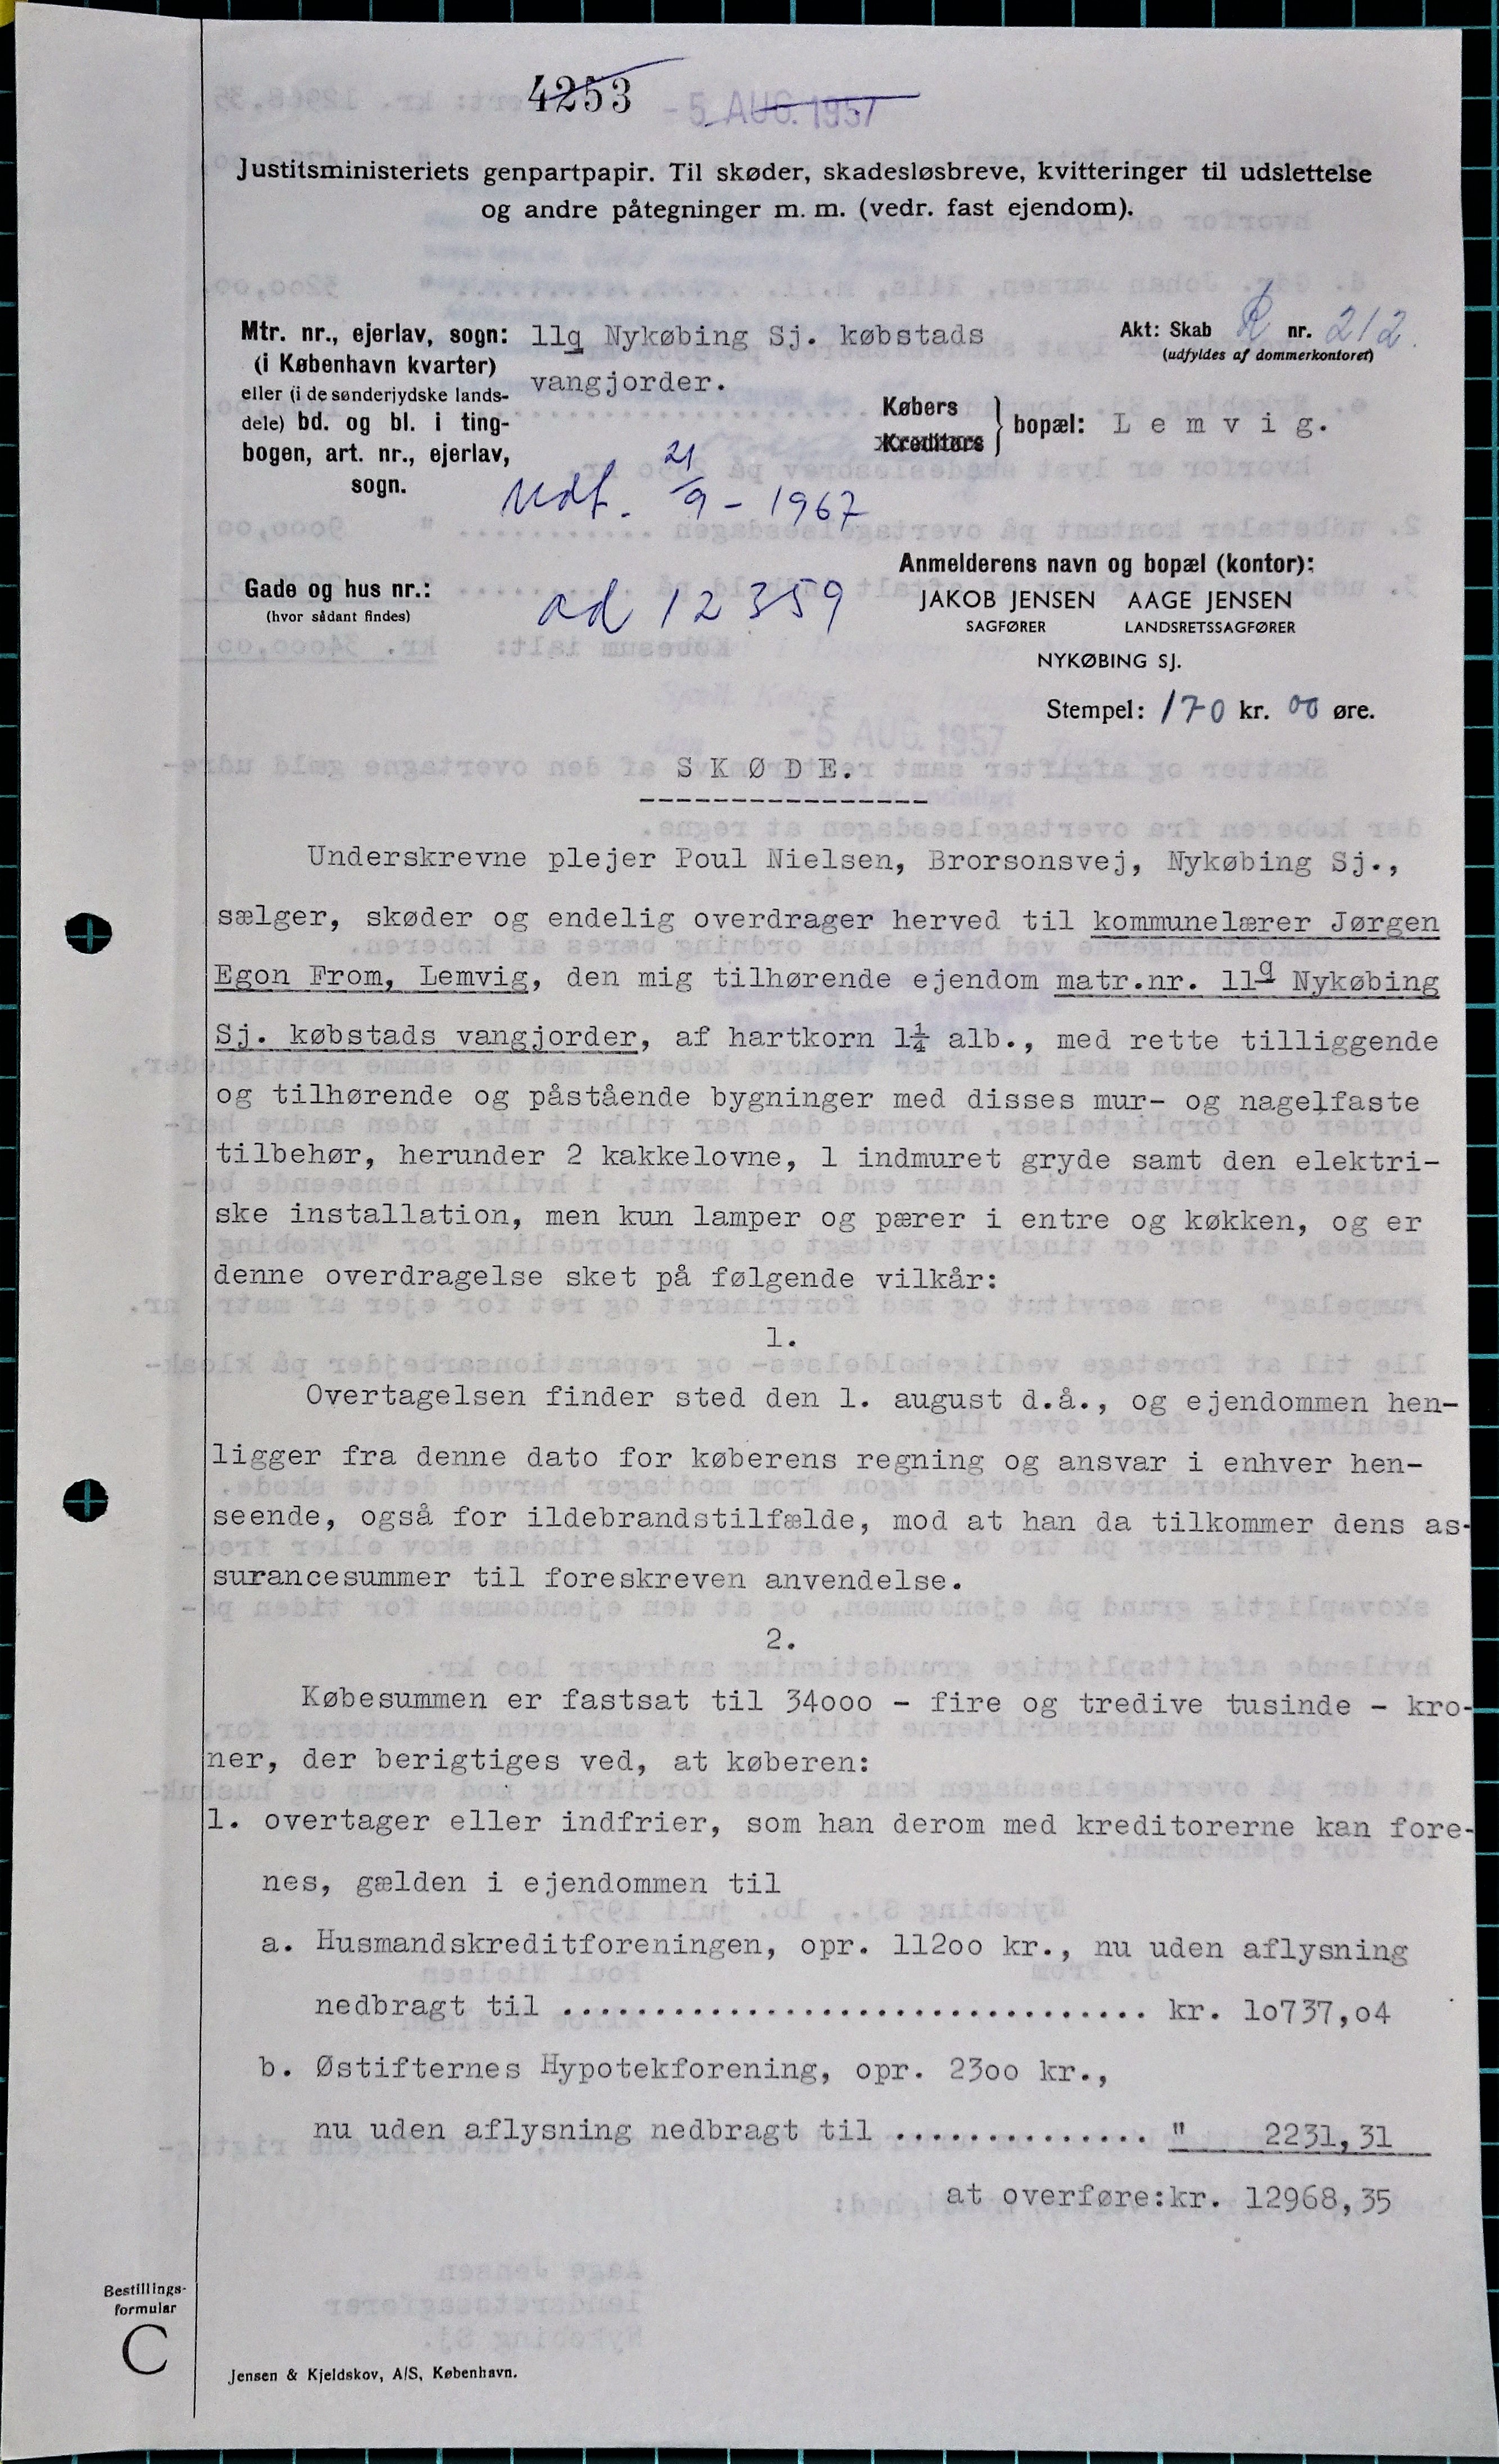 4253 - 5. AUG. 1957
Justitsministeriets genpartpapir. Til skøder, skadesløsbreve, kvitteringer til udslettelse
og andre påtegninger m. m. (vedr. fast ejendom).
Mtr. nr., ejerlav, sogn: 11q Nykøbing Sj. købstads
(i København kvarter) vangjorder.
eller (i de sønderjydske lands-
dele) bd. og bl. i ting-
bogen, art. nr., ejerlav,
sogn.
Akt: Skab R nr. 212
(udfyldes af dommerkontoret)
Købers
Kreditors
bopæl: L e m v i g.
Udf. 21/9 - 1967
Gade og hus nr.:
(hvor sådant findes)
ad 12359
Anmelderens navn og bopæl (kontor):
JAKOB JENSEN AAGE JENSEN
SAGFØRER LANDSRETSSAGFØRER
NYKØBING SJ.
Stempel: 170 kr. 00 øre.
S K Ø D E.
----------------
Underskrevne plejer Poul Nielsen, Brorsonsvej, Nykøbing Sj.,
sælger, skøder og endelig overdrager herved til kommunelærer Jørgen
Egon From, Lemvig, den mig tilhørende ejendom matr.nr. 11q Nykøbing
Sj. købstads vangjorder, af hartkorn 1¼ alb., med rette tilliggende
og tilhørende og påstående bygninger med disses mur- og nagelfaste
tilbehør, herunder 2 kakkelovne, 1 indmuret gryde samt den elektri-
ske installation, men kun lamper og pærer i entre og køkken, og er
denne overdragelse sket på følgende vilkår:
1.
Overtagelsen finder sted den 1. august d.å., og ejendommen hen-
ligger fra denne dato for køberens regning og ansvar i enhver hen-
seende, også for ildebrandstilfælde, mod at han da tilkommer dens as-
surancesummer til foreskreven anvendelse.
2.
Købesummen er fastsat til 34ooo - fire og tredive tusinde - kro-
ner, der berigtiges ved, at køberen:
1. overtager eller indfrier, som han derom med kreditorerne kan fore-
nes, gælden i ejendommen til
a. Husmandskreditforeningen, opr. 112oo kr., nu uden aflysning
nedbragt til ................................ kr. 1o737,o4
b. Østifternes Hypotekforening, opr. 23oo kr.,
nu uden aflysning nedbragt til .............. " 2231,31
at overføre:kr. 12968,35
Bestillings-
formular
C
Jensen & Kjeldskov, A/S, København.